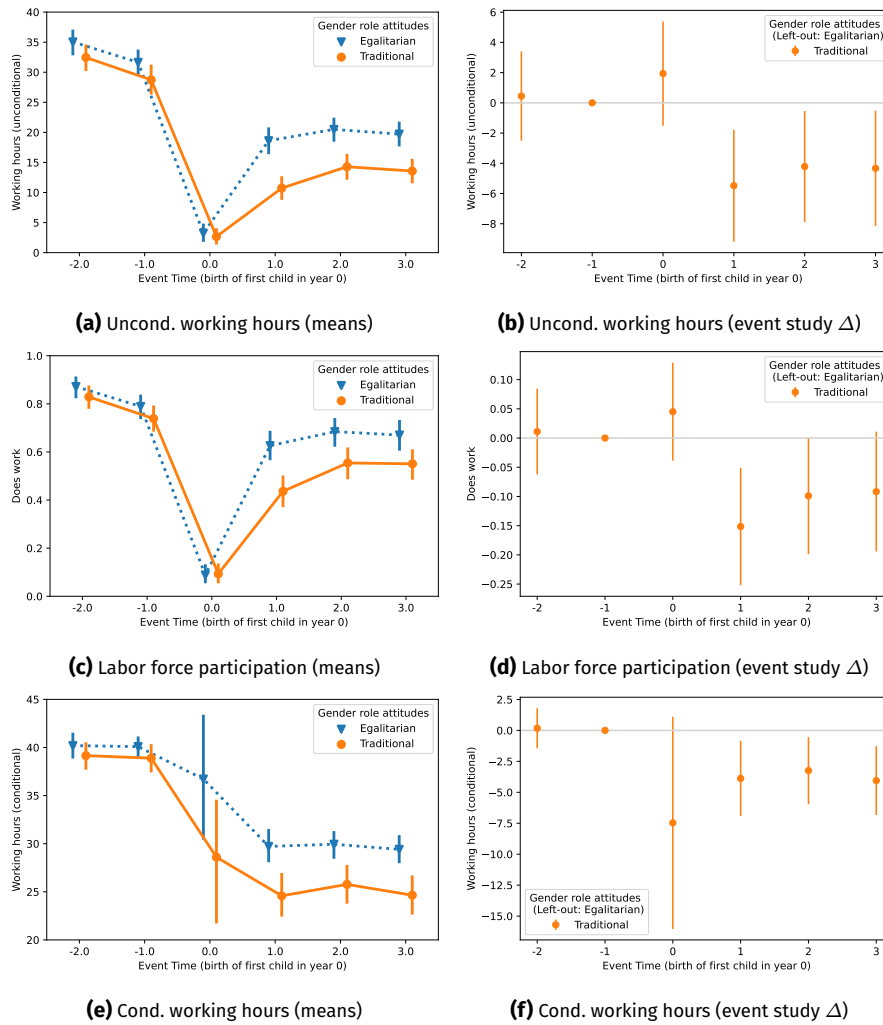 40
35
30
25
20
15
10
5
0
Working hours (unconditional)
Gender role attitudes
Egalitarian
Traditional
-2.0 -1.0 0.0 1.0 2.0 3.0
Event Time (birth of first child in year 0)
(a) Uncond. working hours (means)
6
4
2
0
−2
−4
−6
−8
Working hours (unconditional)
Gender role attitudes
(Left-out: Egalitarian)
Traditional
-2 -1 0 1 2 3
Event Time (birth of first child in year 0)
(b) Uncond. working hours (event study Δ)
1.0
0.8
0.6
0.4
0.2
0.0
Does work
Gender role attitudes
Egalitarian
Traditional
-2.0 -1.0 0.0 1.0 2.0 3.0
Event Time (birth of first child in year 0)
(c) Labor force participation (means)
0.10
0.05
0.00
−0.05
−0.10
−0.15
−0.20
−0.25
Does work
Gender role attitudes
(Left-out: Egalitarian)
Traditional
-2 -1 0 1 2 3
Event Time (birth of first child in year 0)
(d) Labor force participation (event study Δ)
45
40
35
30
25
20
Working hours (conditional)
Gender role attitudes
Egalitarian
Traditional
-2.0 -1.0 0.0 1.0 2.0 3.0
Event Time (birth of first child in year 0)
(e) Cond. working hours (means)
2.5
0.0
−2.5
−5.0
−7.5
−10.0
−12.5
−15.0
Working hours (conditional)
Gender role attitudes
(Left-out: Egalitarian)
Traditional
-2 -1 0 1 2 3
Event Time (birth of first child in year 0)
(f) Cond. working hours (event study Δ)